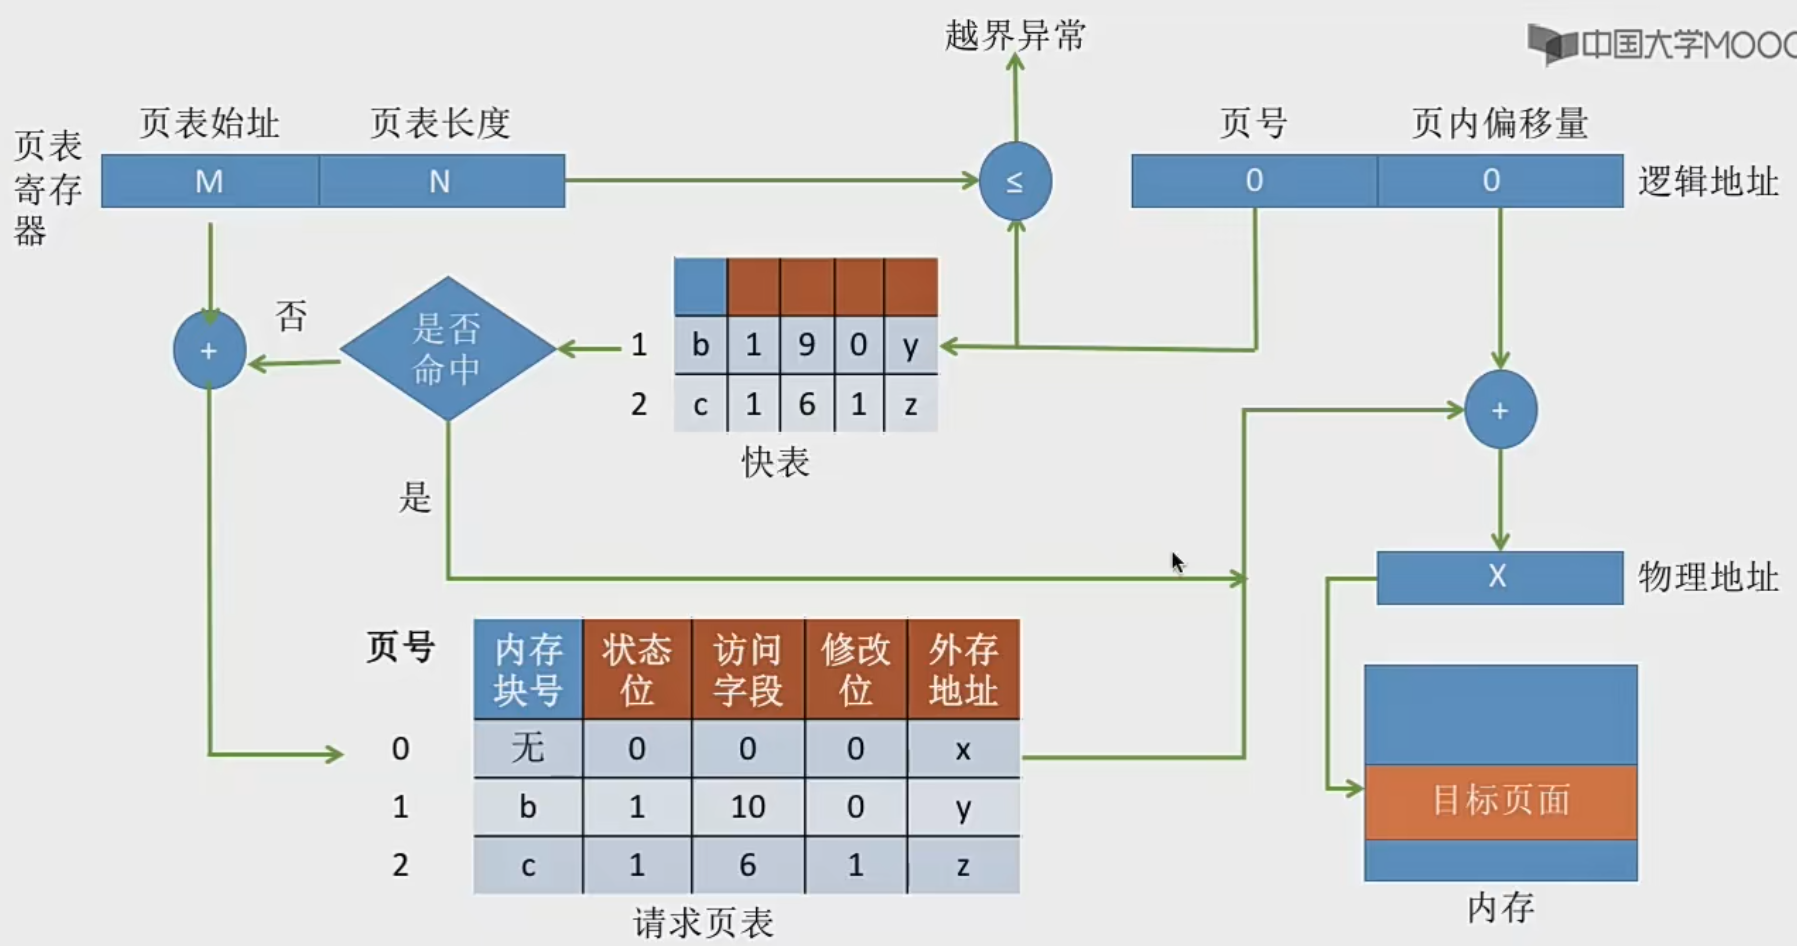 越界异常
中国大学MOOC
页表始址
页表长度
页号
页内偏移量
页表
寄存
器
M
N
≤
0
0
逻辑地址
+
否
是否
命中
1
b
1
9
0
y
2
c
1
6
1
z
快表
+
是
X
物理地址
页号
内存
块号
状态
位
访问
字段
修改
位
外存
地址
0
无
0
0
0
x
1
b
1
10
0
y
2
c
1
6
1
z
请求页表
目标页面
内存